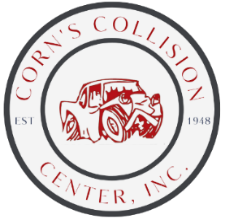 CORN'S COLLISION
EST 1948
CENTER, INC.